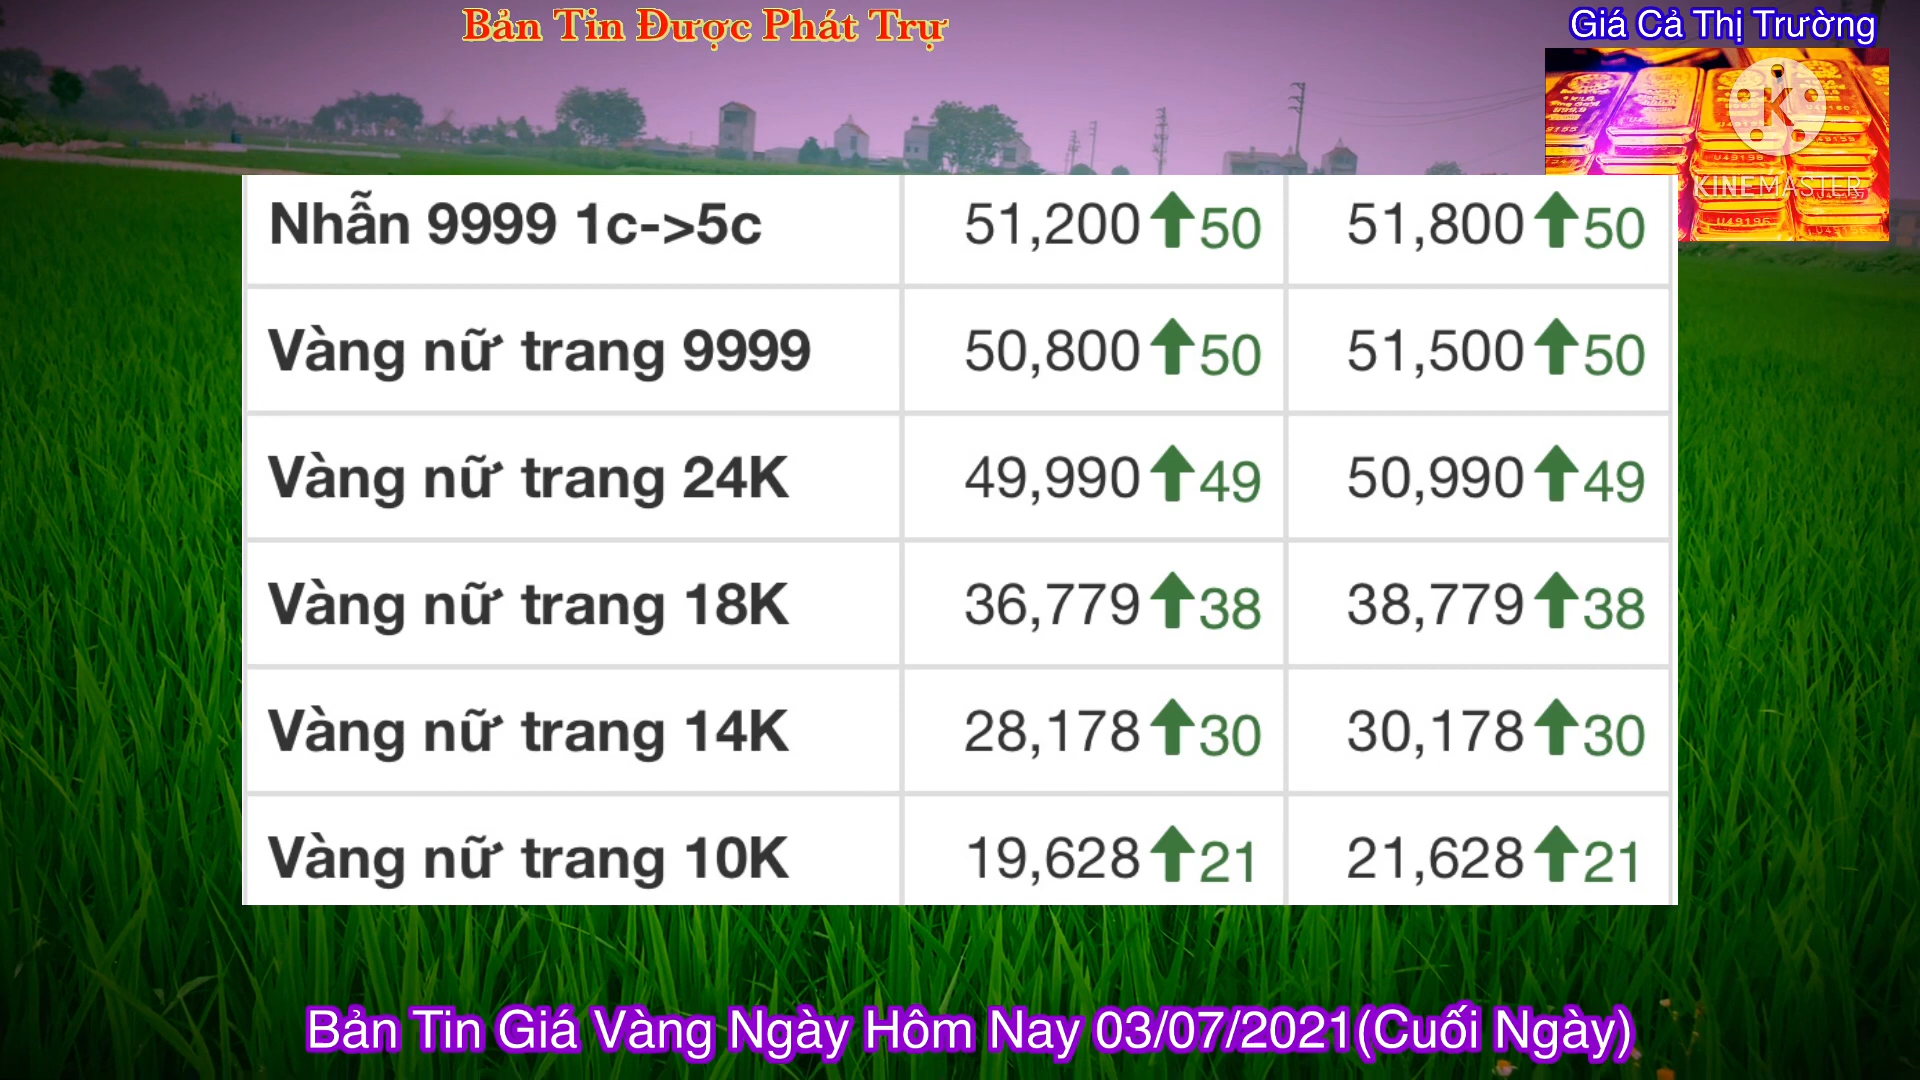 Bản Tin Được Phát Trự
Giá Cả Thị Trường
K
KINEMASTER
Nhẫn 9999 1c->5c 51,200 50 51,800 50
Vàng nữ trang 9999 50,800 50 51,500 50
Vàng nữ trang 24K 49,990 49 50,990 49
Vàng nữ trang 18K 36,779 38 38,779 38
Vàng nữ trang 14K 28,178 30 30,178 30
Vàng nữ trang 10K 19,628 21 21,628 21
Bản Tin Giá Vàng Ngày Hôm Nay 03/07/2021(Cuối Ngày)